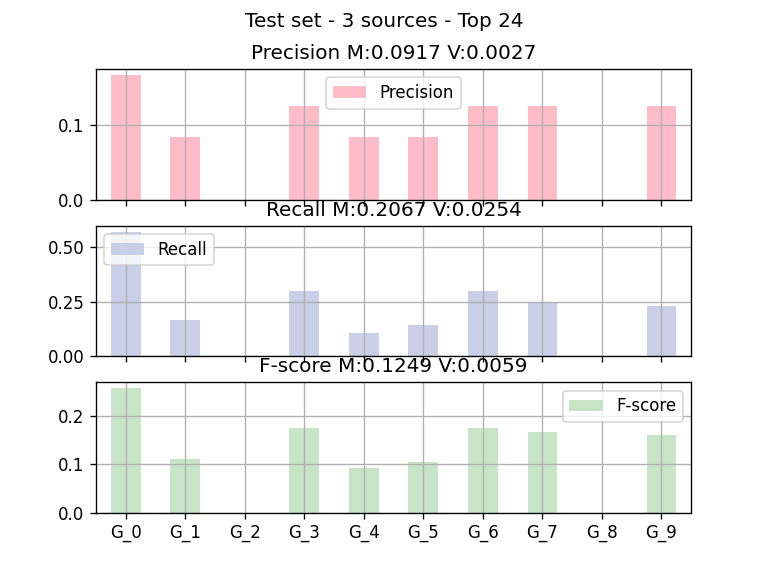 Test set - 3 sources - Top 24
Precision M:0.0917 V:0.0027
Precision
0.1
0.0
Recall M:0.2067 V:0.0254
Recall
0.50
0.25
0.00
F-score M:0.1249 V:0.0059
F-score
0.2
0.1
0.0
G_0 G_1 G_2 G_3 G_4 G_5 G_6 G_7 G_8 G_9